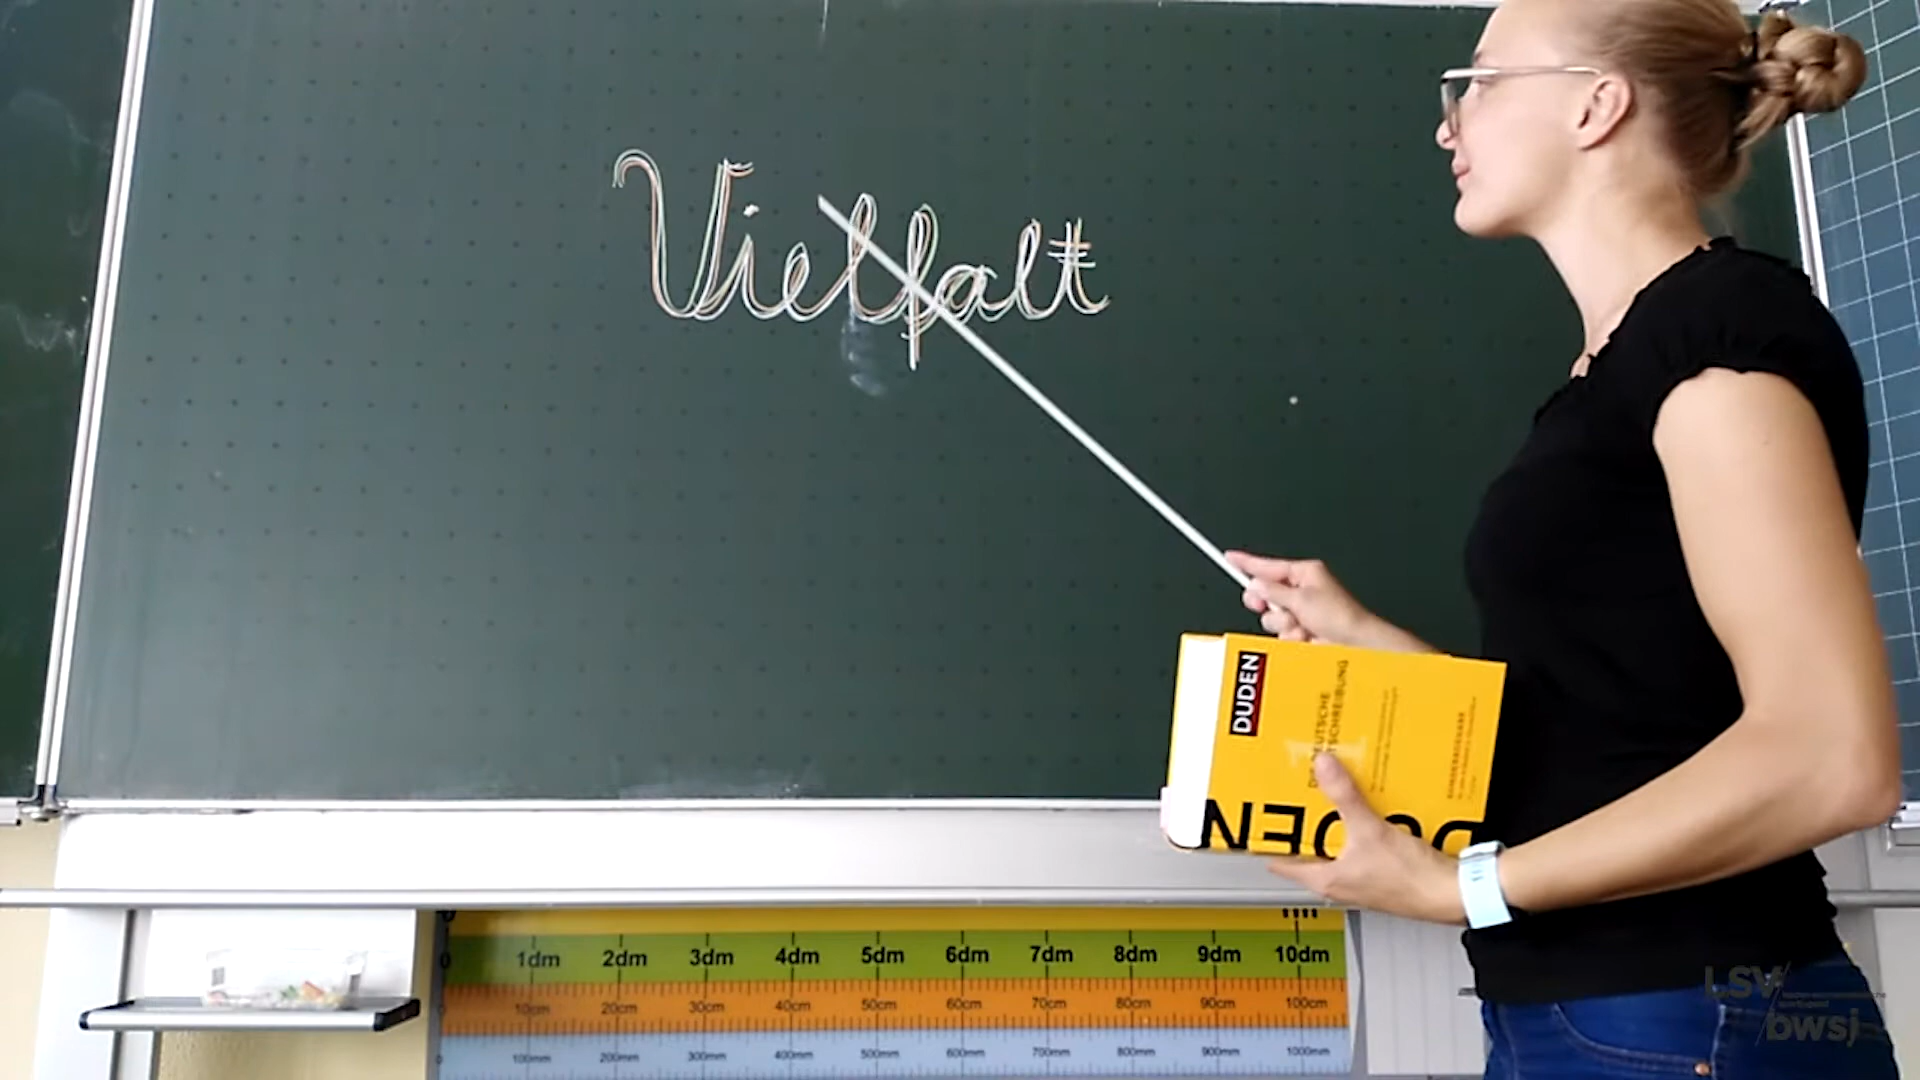 Vielfalt
DUDEN
DIE DEUTSCHE
RECHTSCHREIBUNG
DUDEN
0 1dm 2dm 3dm 4dm 5dm 6dm 7dm 8dm 9dm 10dm
10cm 20cm 30cm 40cm 50cm 60cm 70cm 80cm 90cm 100cm
0 100mm 200mm 300mm 400mm 500mm 600mm 700mm 800mm 900mm 1000mm
LSV
bwsj